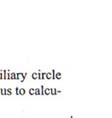 iliary circle
us to calcu-